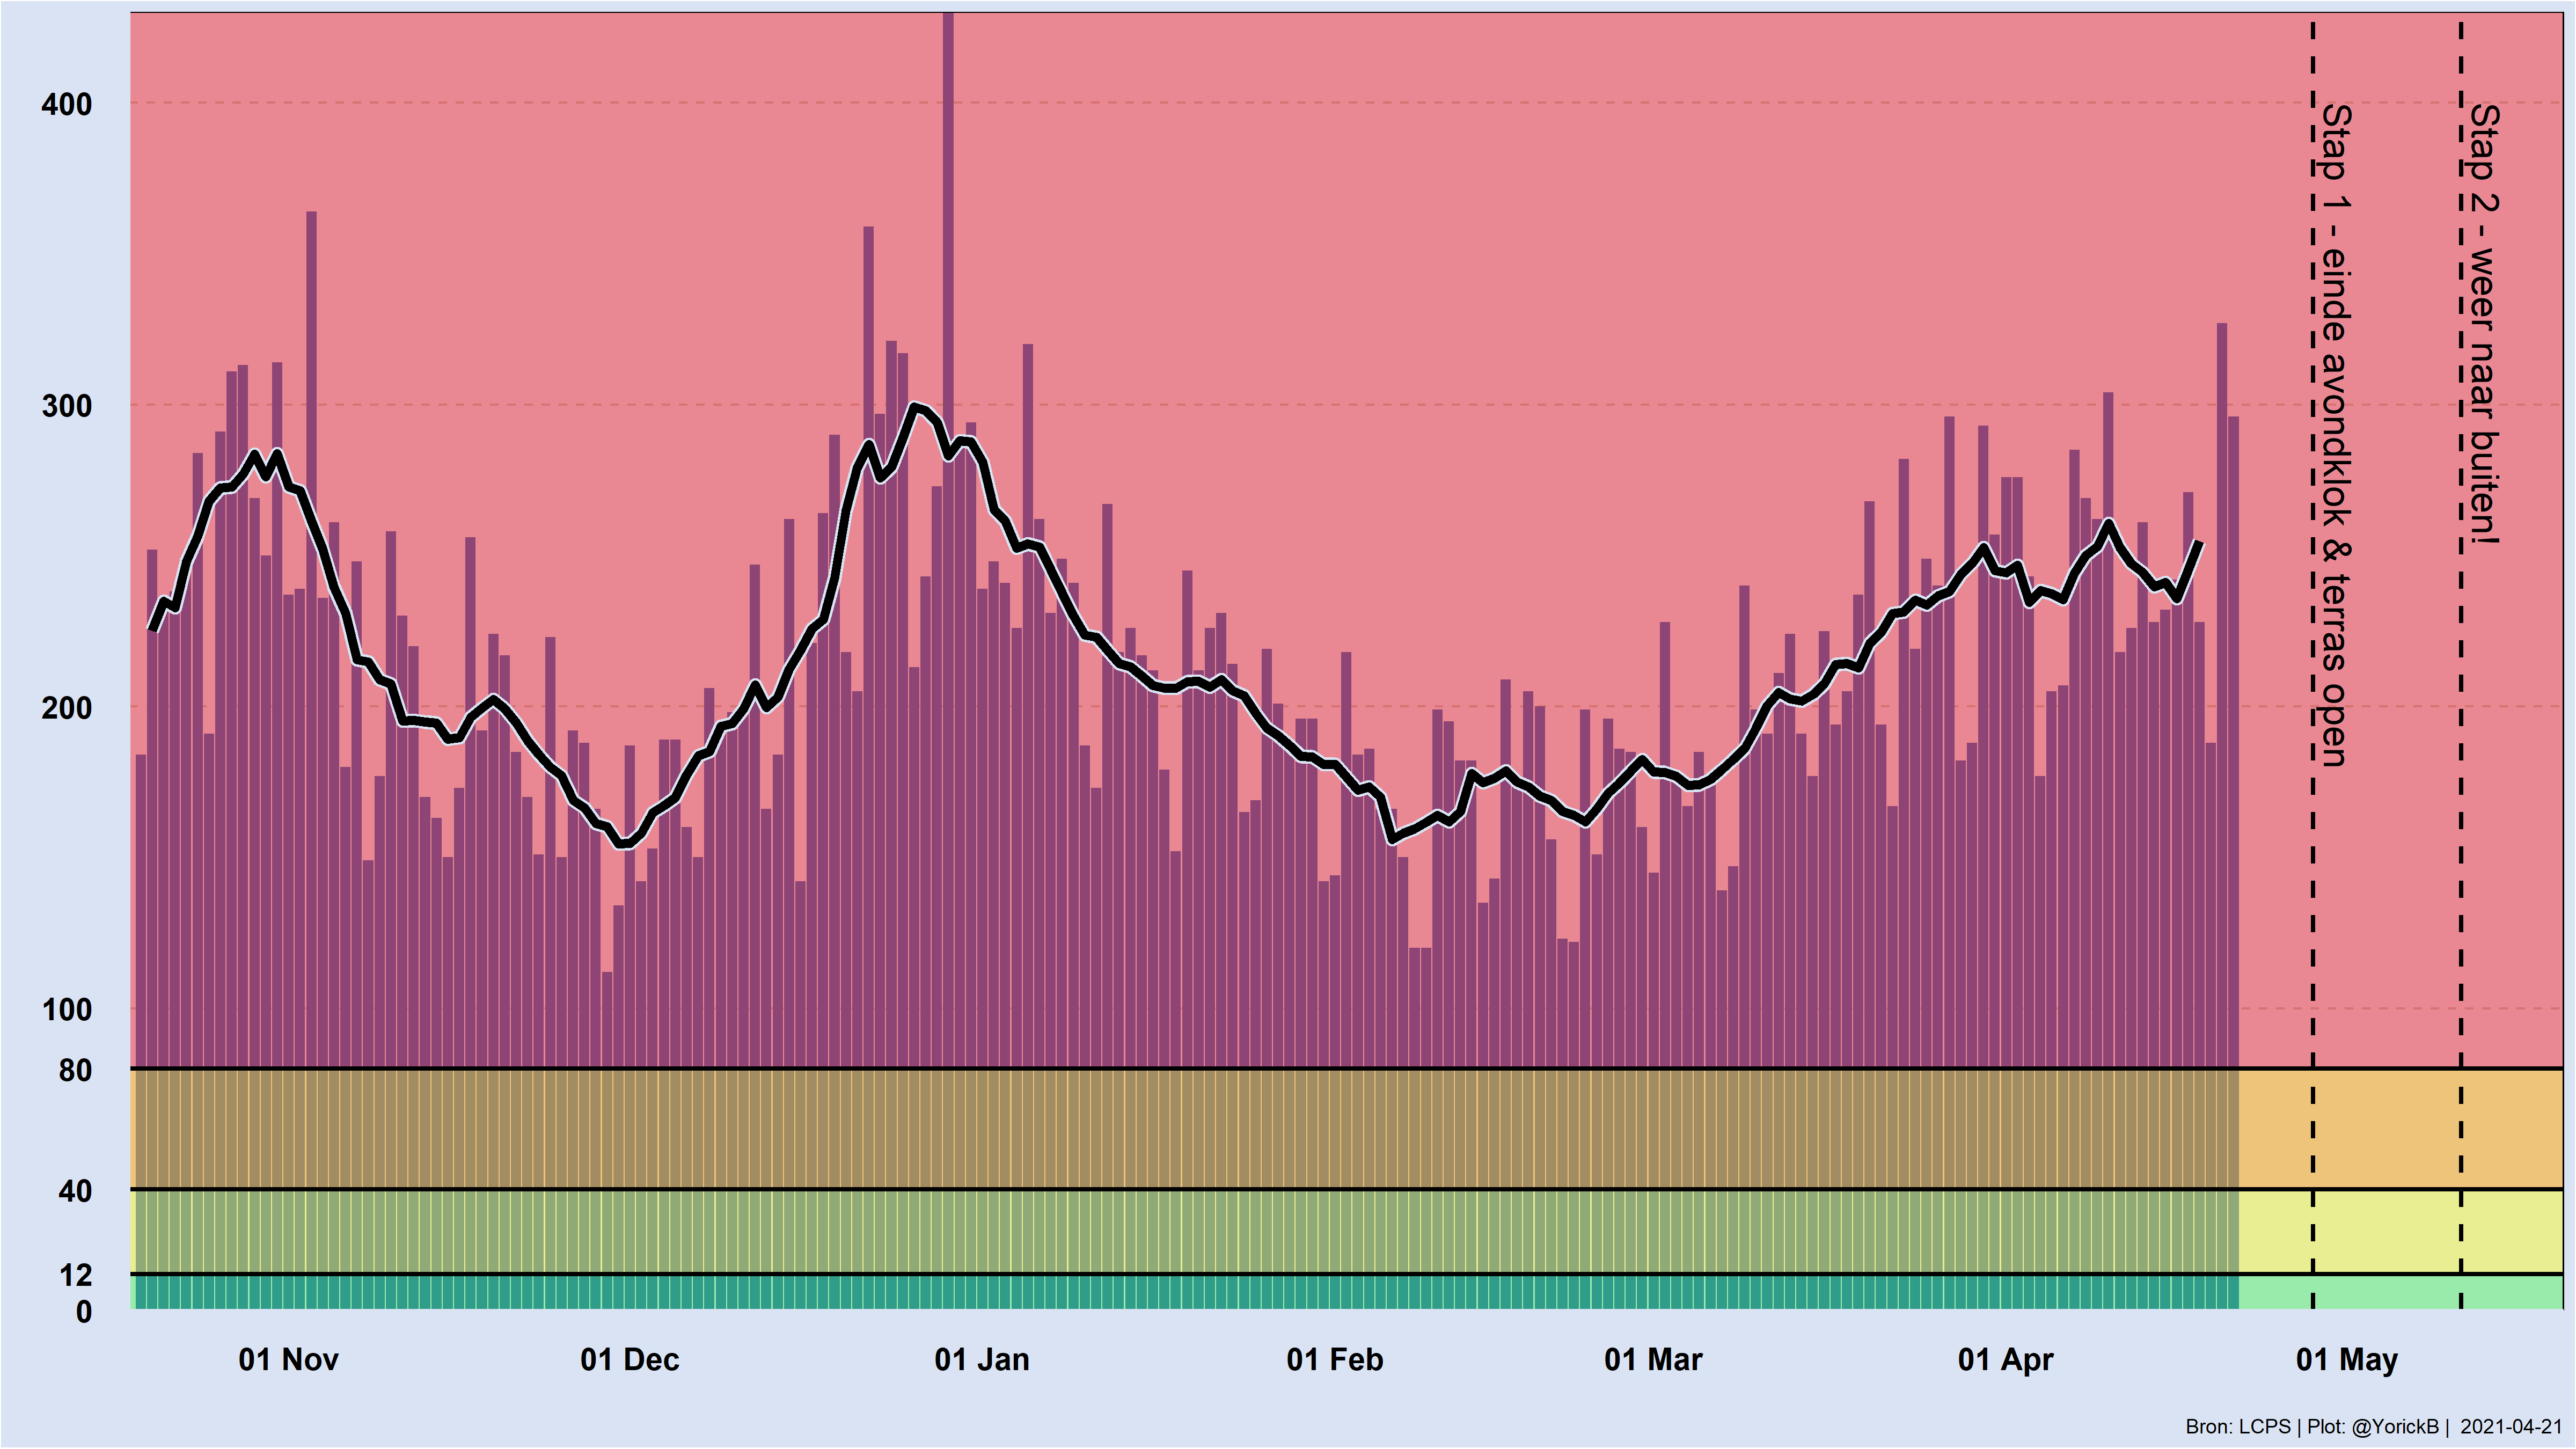 400
300
200
100
80
40
12
0
Stap 1 - einde avondklok & terras open
Stap 2 - weer naar buiten!
01 Nov
01 Dec
01 Jan
01 Feb
01 Mar
01 Apr
01 May
Bron: LCPS | Plot: @YorickB | 2021-04-21